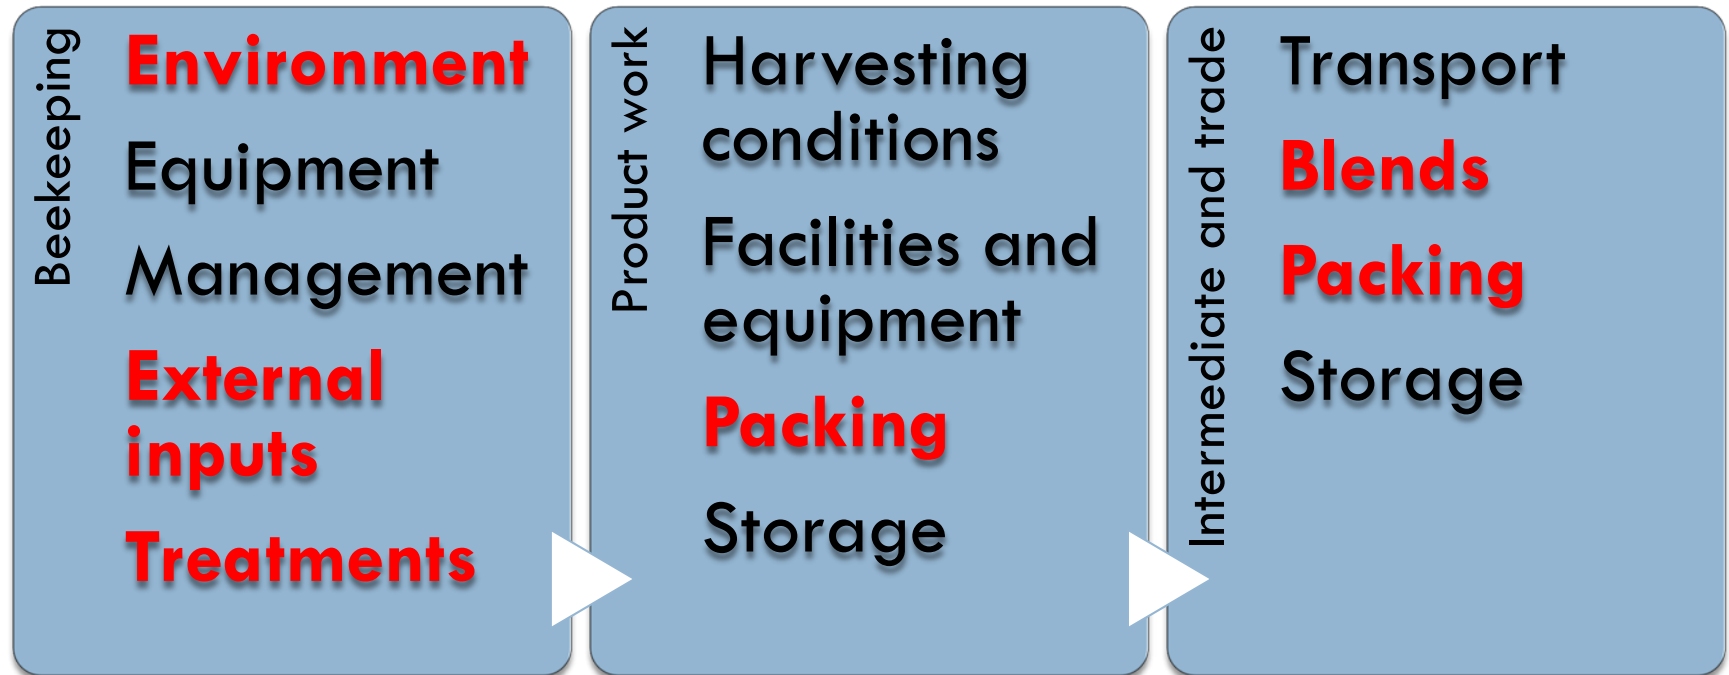 Beekeeping
Environment
Equipment
Management
External
inputs
Treatments
Product work
Harvesting
conditions
Facilities and
equipment
Packing
Storage
Intermediate and trade
Transport
Blends
Packing
Storage